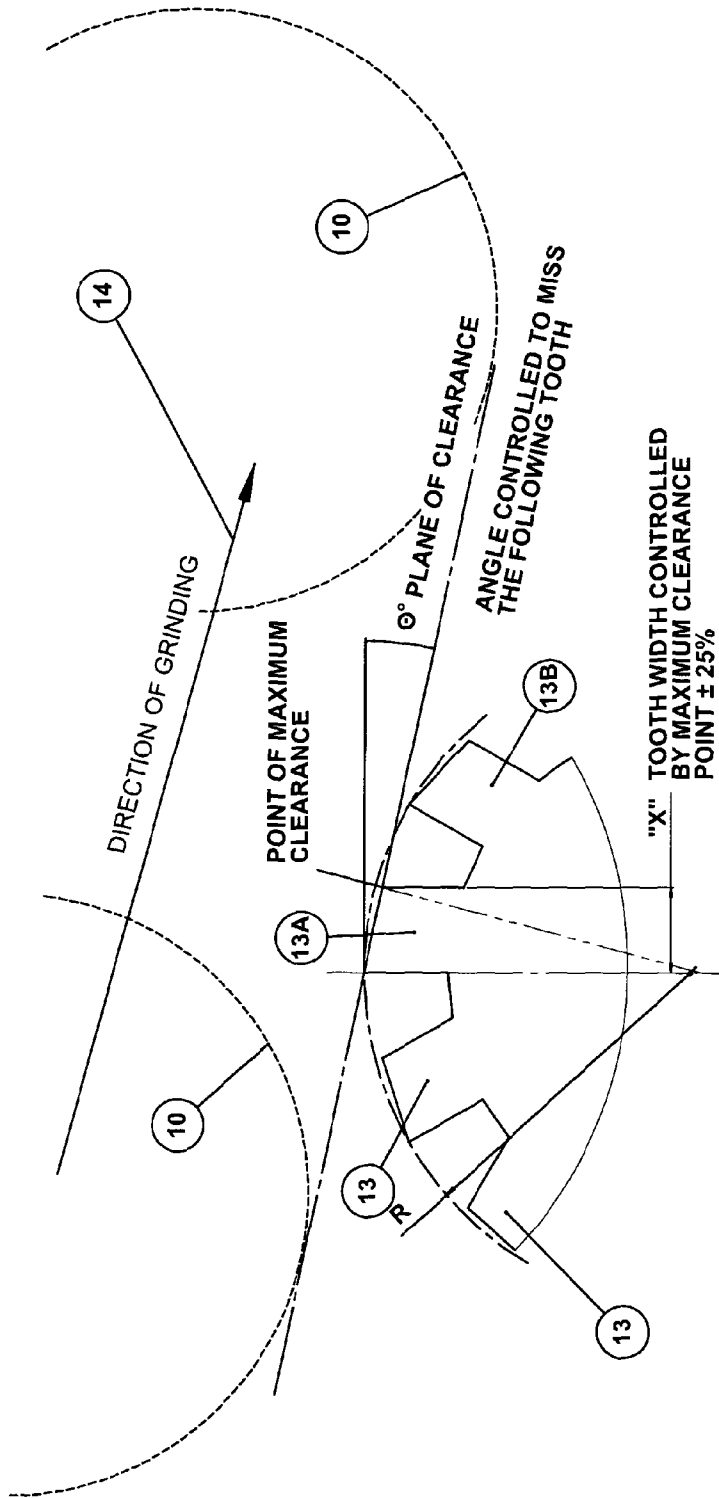 14
10
DIRECTION OF GRINDING
10
POINT OF MAXIMUM
CLEARANCE
Θ° PLANE OF CLEARANCE
ANGLE CONTROLLED TO MISS
THE FOLLOWING TOOTH
13A
13B
13
R
13
"X" TOOTH WIDTH CONTROLLED
BY MAXIMUM CLEARANCE
POINT ± 25%